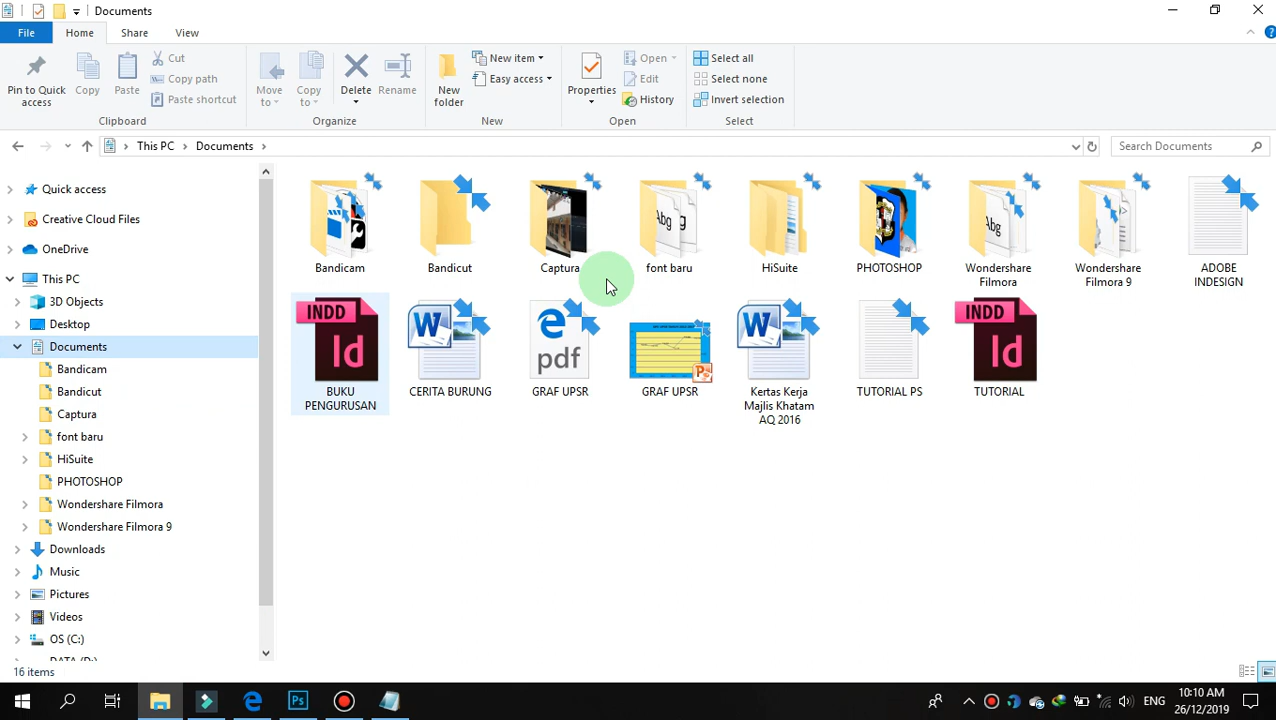 Documents
File Home Share View
Pin to Quick access
Copy
Paste
Cut
Copy path
Paste shortcut
Clipboard
Move to
Copy to
Delete
Rename
Organize
New folder
New item
Easy access
New
Properties
Open
Edit
History
Open
Select all
Select none
Invert selection
Select
This PC Documents
Search Documents
Quick access
Creative Cloud Files
OneDrive
This PC
3D Objects
Desktop
Documents
Bandicam
Bandicut
Captura
font baru
HiSuite
PHOTOSHOP
Wondershare Filmora
Wondershare Filmora 9
Downloads
Music
Pictures
Videos
OS (C:)
DATA (D:)
Abg
Abg
Bandicam
Bandicut
Captura
font baru
HiSuite
PHOTOSHOP
Wondershare
Filmora
Wondershare
Filmora 9
ADOBE
INDESIGN
INDD
Id
W
e
pdf
W
INDD
Id
BUKU
PENGURUSAN
CERITA BURUNG
GRAF UPSR
GRAF UPSR
Kertas Kerja
Majlis Khatam
AQ 2016
TUTORIAL PS
TUTORIAL
16 items
Ps
ENG
10:10 AM
26/12/2019